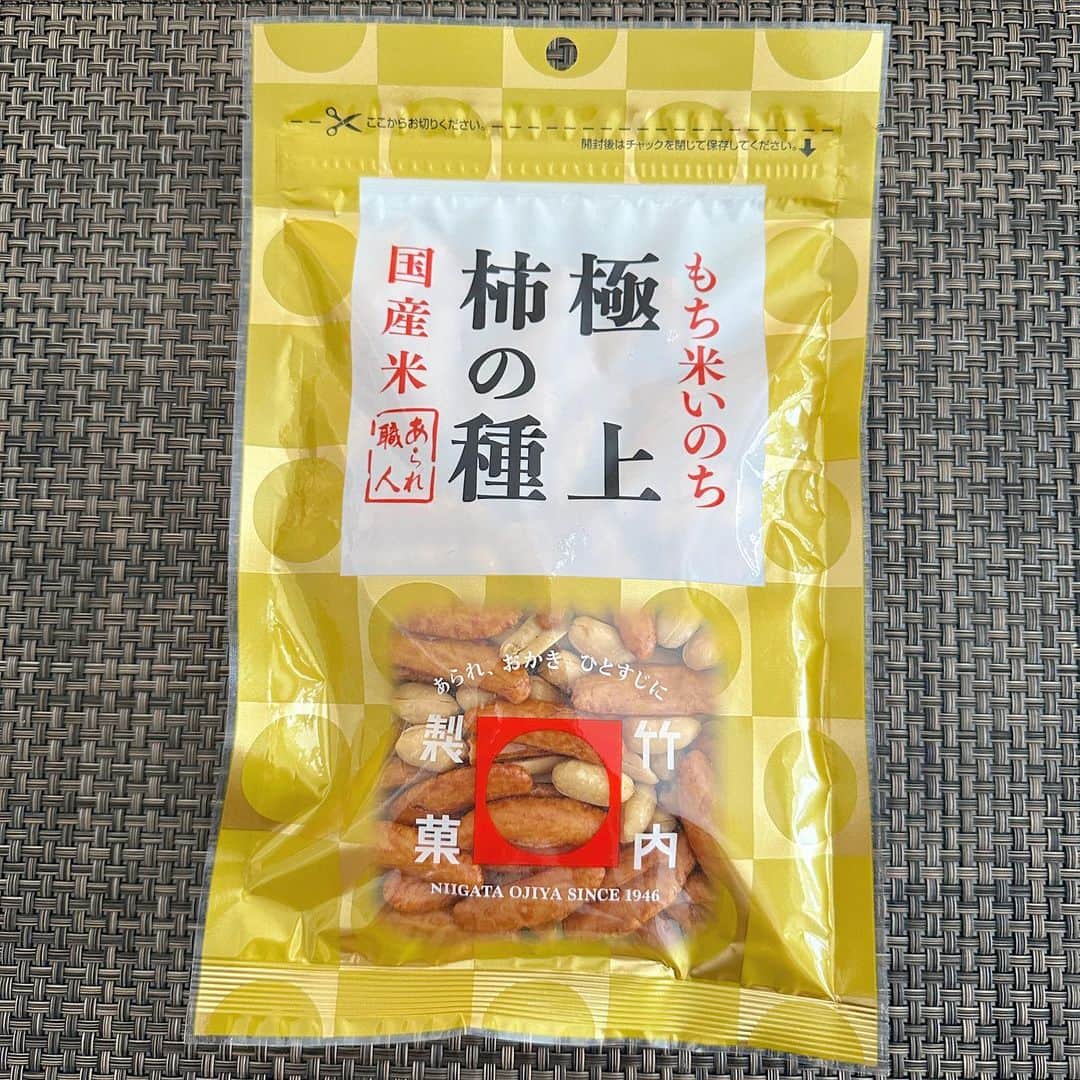 ここからお切りください。
開封後はチャックを閉じて保存してください。
もち米いのち
極上
柿の種
国産米
あられ
職人
あられ、おかき、ひとすじに
竹内
製菓
NIIGATA OJIYA SINCE 1946